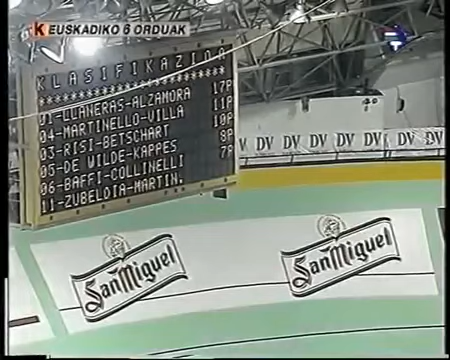 K EUSKADIKO 6 ORDUAK
KLASIFIKAZIOA
********************
01-LLANERAS-ALZAMORA 17P
04-MARTINELLO-VILLA 11P
03-RISI-BETSCHART 10P
05-DE WILDE-KAPPES 8P
06-BAFFI-COLLINELLI 7P
11-ZUBELDIA-MARTIN.
DV DV DV DV DV DV DV DV
San Miguel
San Miguel